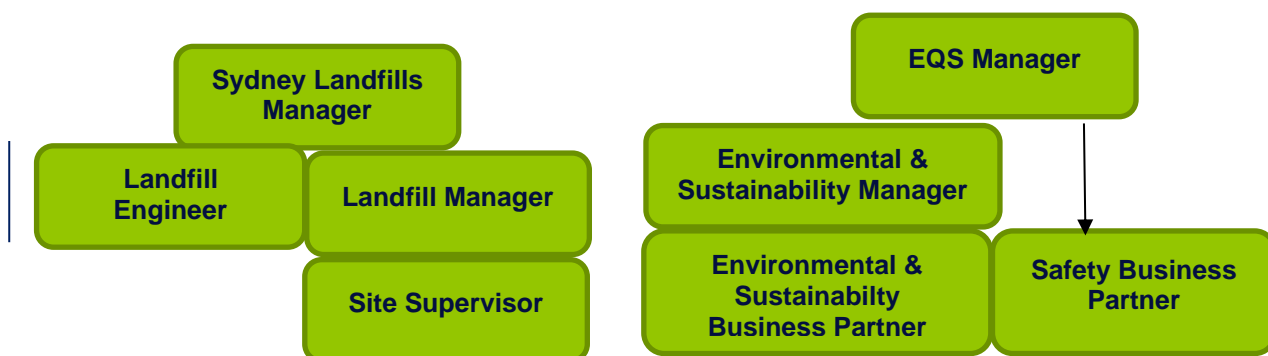 Sydney Landfills
Manager
Landfill
Engineer
Landfill Manager
Site Supervisor
EQS Manager
Environmental &
Sustainability Manager
Environmental &
Sustainabilty
Business Partner
Safety Business
Partner